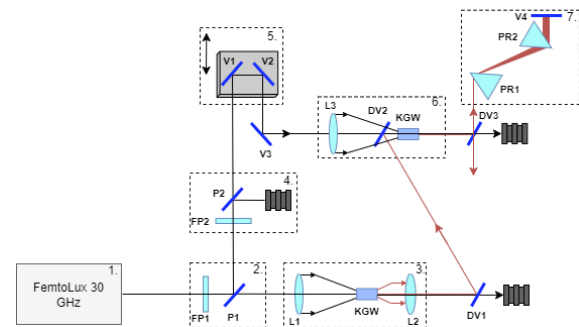 V4
7.
PR2
PR1
5.
V1
V2
V3
L3
DV2
KGW
6.
DV3
4.
P2
FP2
1.
FemtoLux 30
GHz
2.
FP1
P1
L1
KGW
L2
3.
DV1